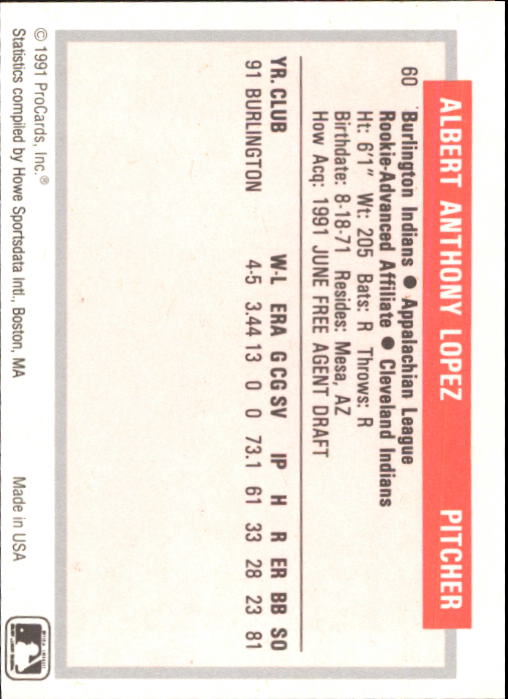 ALBERT ANTHONY LOPEZ PITCHER
60 Burlington Indians ● Appalachian League
Rookie-Advanced Affiliate ● Cleveland Indians
Ht: 6'1" Wt: 205 Bats: R Throws: R
Birthdate: 8-18-71 Resides: Mesa, AZ
How Acq: 1991 JUNE FREE AGENT DRAFT
YR. CLUB W-L ERA G CG SV IP H R ER BB SO
91 BURLINGTON 4-5 3.44 13 0 0 73.1 61 33 28 23 81
© 1991 ProCards, Inc.® Made in USA
Statistics compiled by Howe Sportsdata Intl., Boston, MA